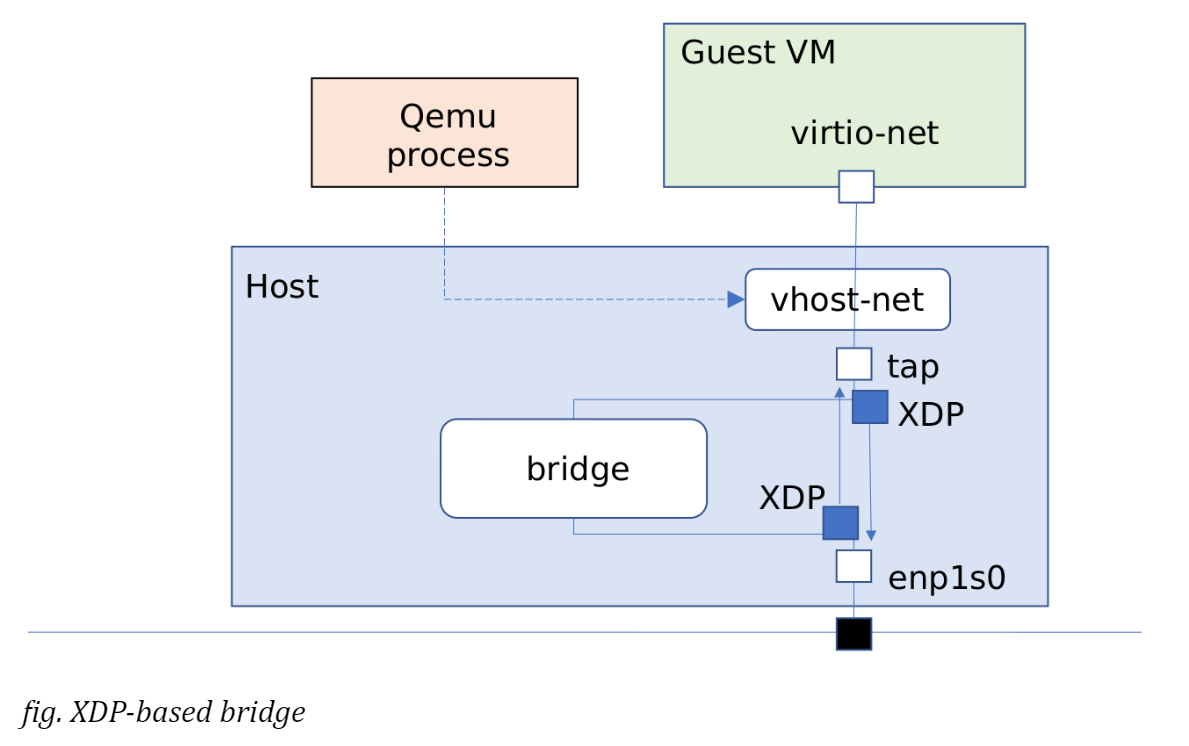 Guest VM
Qemu
process
virtio-net
Host
vhost-net
tap
XDP
bridge
XDP
enp1s0
fig. XDP-based bridge